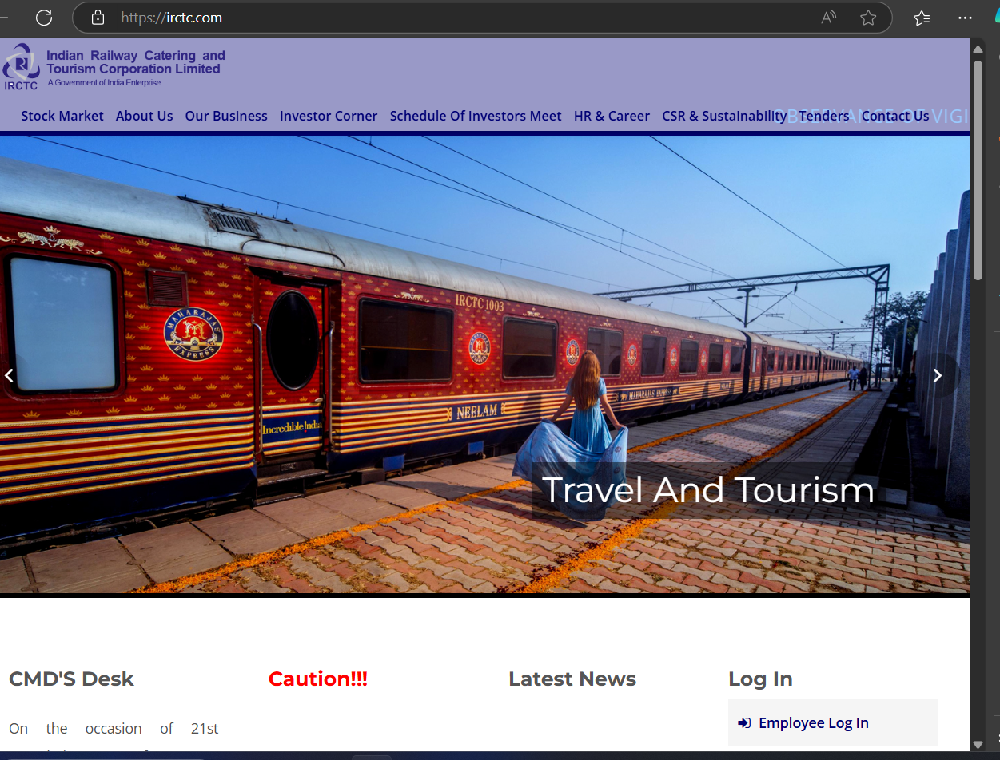 https://irctc.com
Indian Railway Catering and
Tourism Corporation Limited
A Government of India Enterprise
IRCTC
Stock Market About Us Our Business Investor Corner Schedule Of Investors Meet HR & Career CSR & Sustainability Tenders Contact Us
OBSERVANCE OF VIGI
IRCTC 1003
MAHARAJAS
EXPRESS
NEELAM
MAHARAJAS EXPRESS
Incredible !ndia
Travel And Tourism
CMD'S Desk
On the occasion of 21st
Caution!!!
Latest News
Log In
Employee Log In